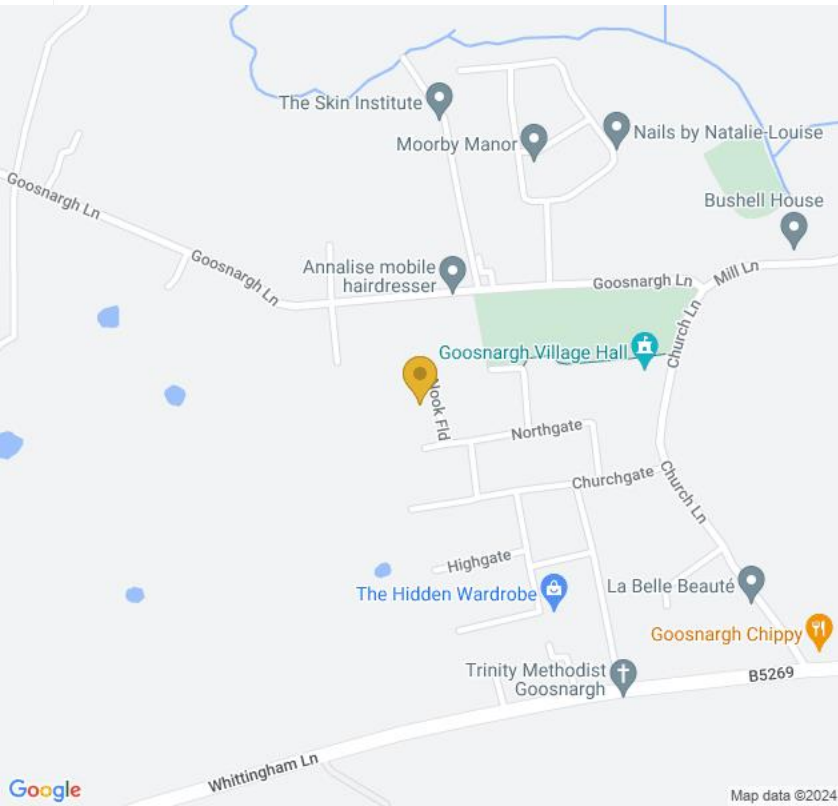 The Skin Institute
Moorby Manor
Nails by Natalie-Louise
Goosnargh Ln
Bushell House
Goosnargh Ln
Annalise mobile
hairdresser
Goosnargh Ln
Mill Ln
Church Ln
Goosnargh Village Hall
Nook Fld
Northgate
Churchgate
Church Ln
Highgate
The Hidden Wardrobe
La Belle Beauté
Goosnargh Chippy
Trinity Methodist
Goosnargh
B5269
Whittingham Ln
Google
Map data ©2024